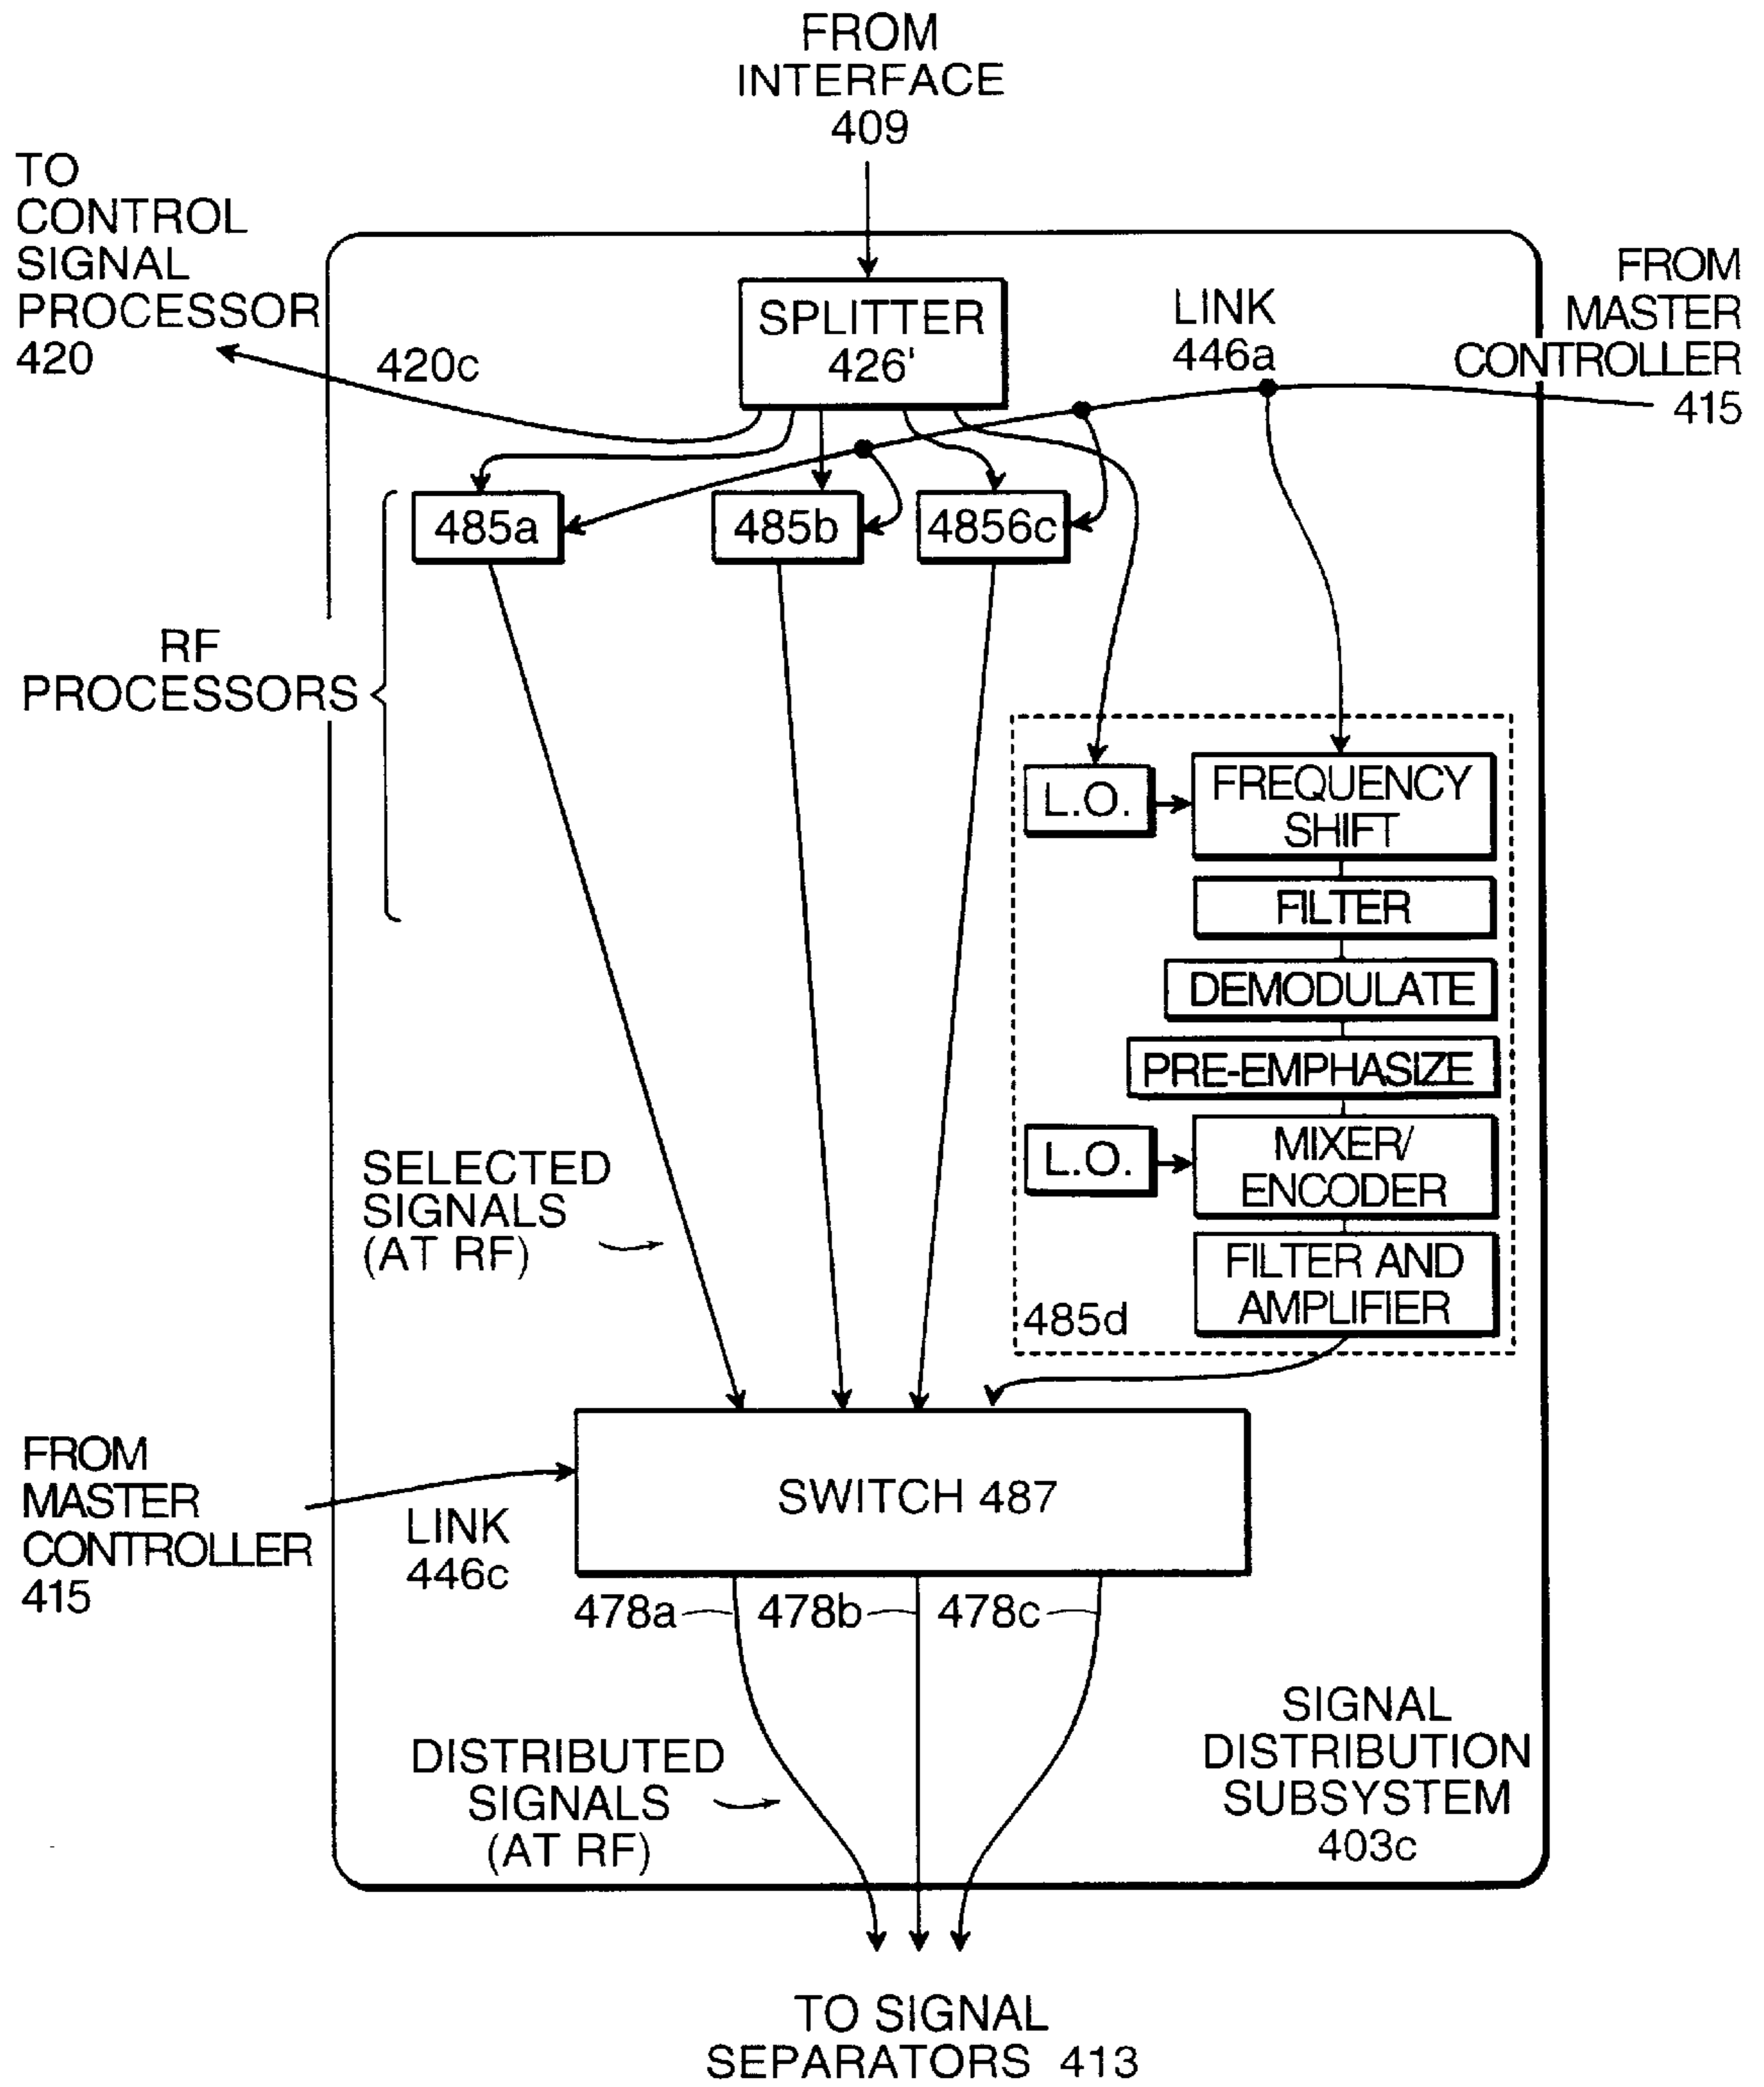 FROM
INTERFACE
409
TO
CONTROL
SIGNAL
PROCESSOR
420
420c
SPLITTER
426'
LINK
446a
FROM
MASTER
CONTROLLER
415
485a
485b
4856c
RF
PROCESSORS
L.O.
FREQUENCY
SHIFT
FILTER
DEMODULATE
PRE-EMPHASIZE
L.O.
MIXER/
ENCODER
FILTER AND
AMPLIFIER
485d
SELECTED
SIGNALS
(AT RF)
FROM
MASTER
CONTROLLER
415
LINK
446c
SWITCH 487
478a
478b
478c
DISTRIBUTED
SIGNALS
(AT RF)
SIGNAL
DISTRIBUTION
SUBSYSTEM
403c
TO SIGNAL
SEPARATORS 413